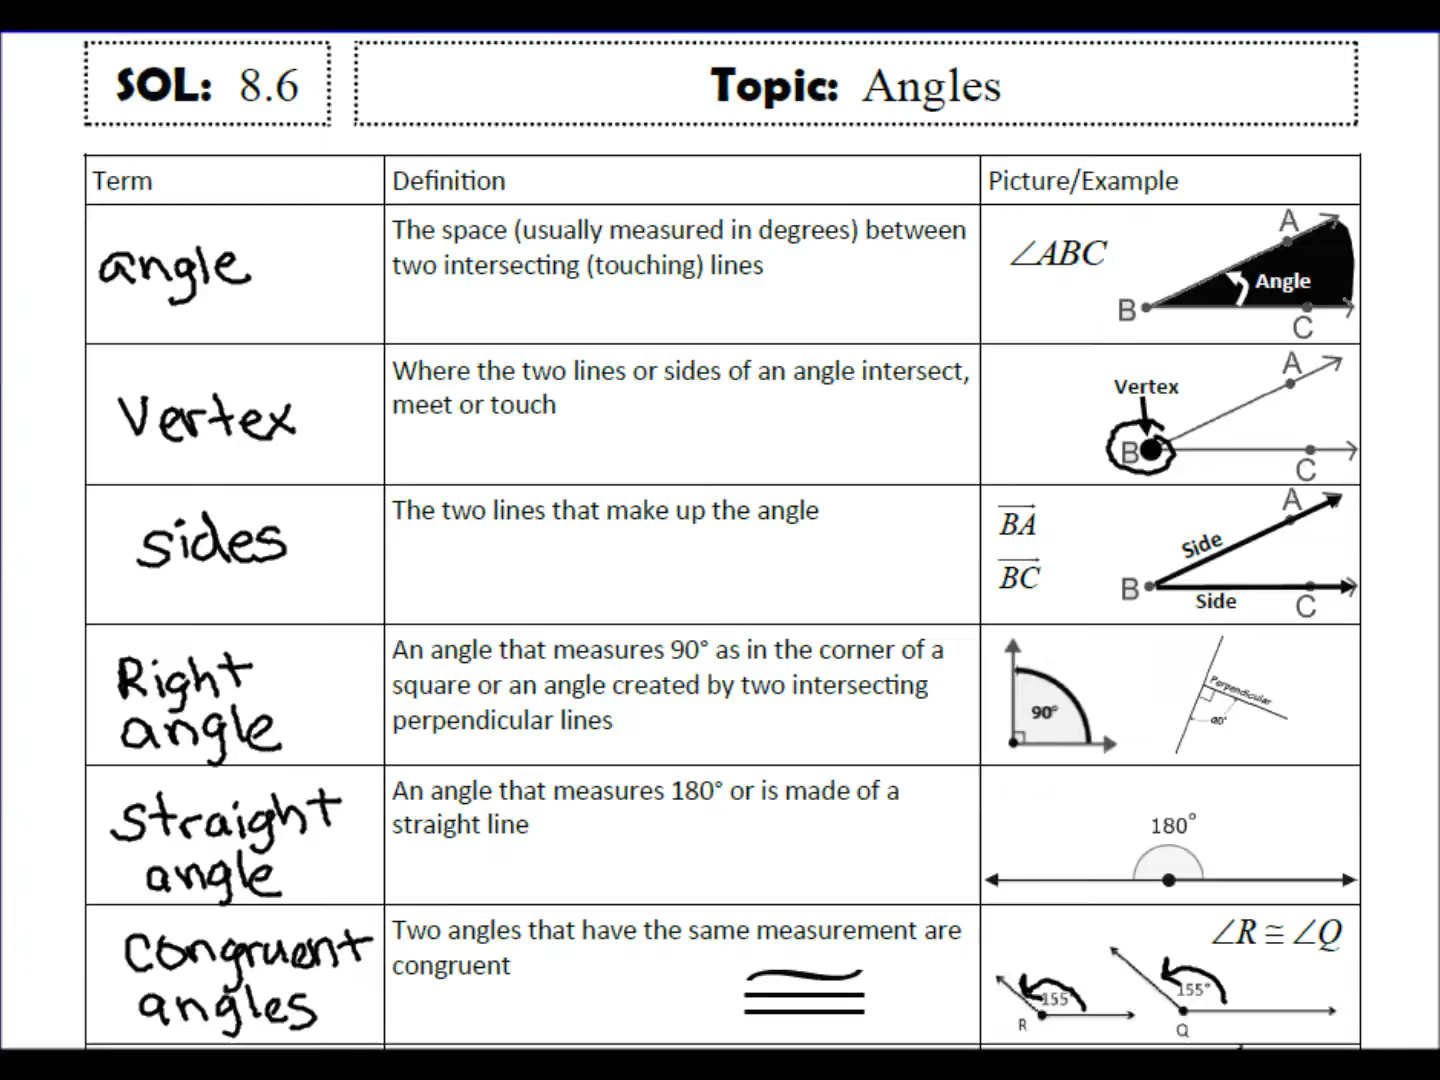 SOL: 8.6
Topic: Angles
Term
Definition
Picture/Example
angle
The space (usually measured in degrees) between
two intersecting (touching) lines
∠ABC
A
Angle
B
C
Vertex
Where the two lines or sides of an angle intersect,
meet or touch
A
Vertex
B
C
sides
The two lines that make up the angle
BA
BC
A
Side
B
Side
C
Right
angle
An angle that measures 90° as in the corner of a
square or an angle created by two intersecting
perpendicular lines
90°
Perpendicular
90°
straight
angle
An angle that measures 180° or is made of a
straight line
180°
Congruent
angles
Two angles that have the same measurement are
congruent
≅
∠R ≅ ∠Q
155°
R
155°
Q